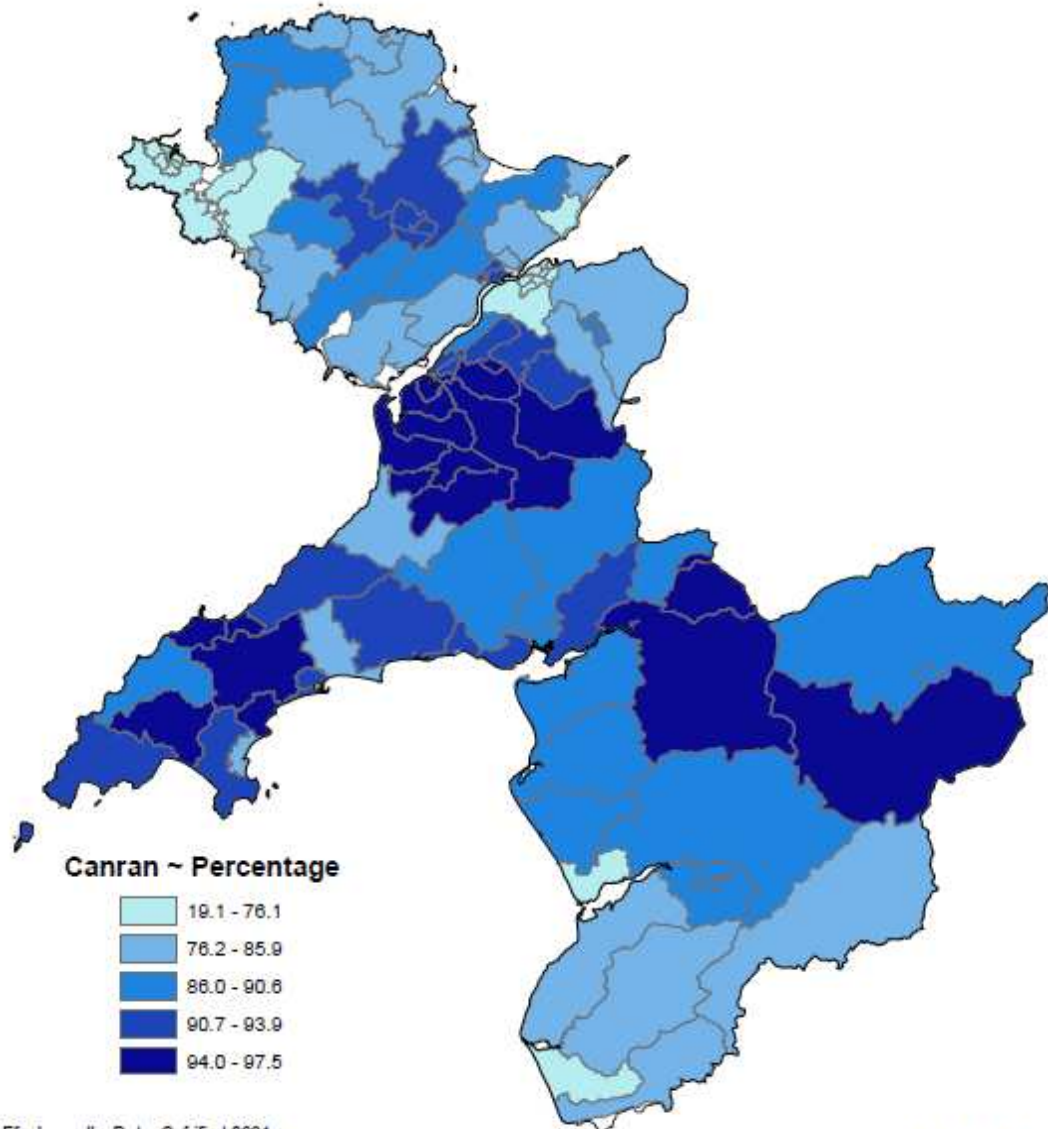 Canran ~ Percentage
19.1 - 76.1
76.2 - 85.9
86.0 - 90.6
90.7 - 93.9
94.0 - 97.5